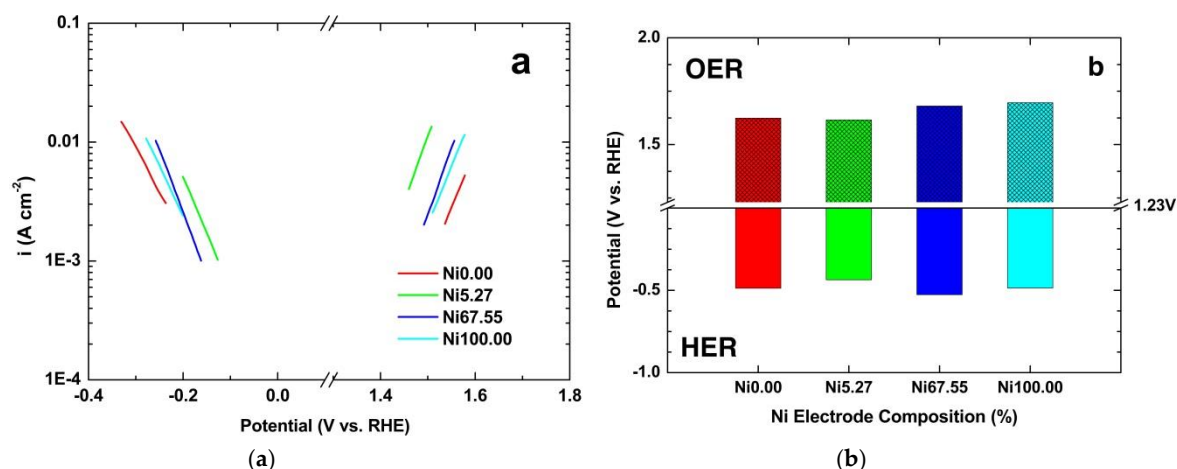 a
0.1
0.01
1E-3
1E-4
i (A cm-2)
-0.4
-0.2
0.0
1.4
1.6
1.8
Potential (V vs. RHE)
Ni0.00
Ni5.27
Ni67.55
Ni100.00
(a)
b
OER
HER
2.0
1.5
-0.5
-1.0
1.23V
Potential (V vs. RHE)
Ni0.00
Ni5.27
Ni67.55
Ni100.00
Ni Electrode Composition (%)
(b)